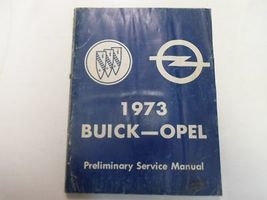 1973
BUICK—OPEL
Preliminary Service Manual